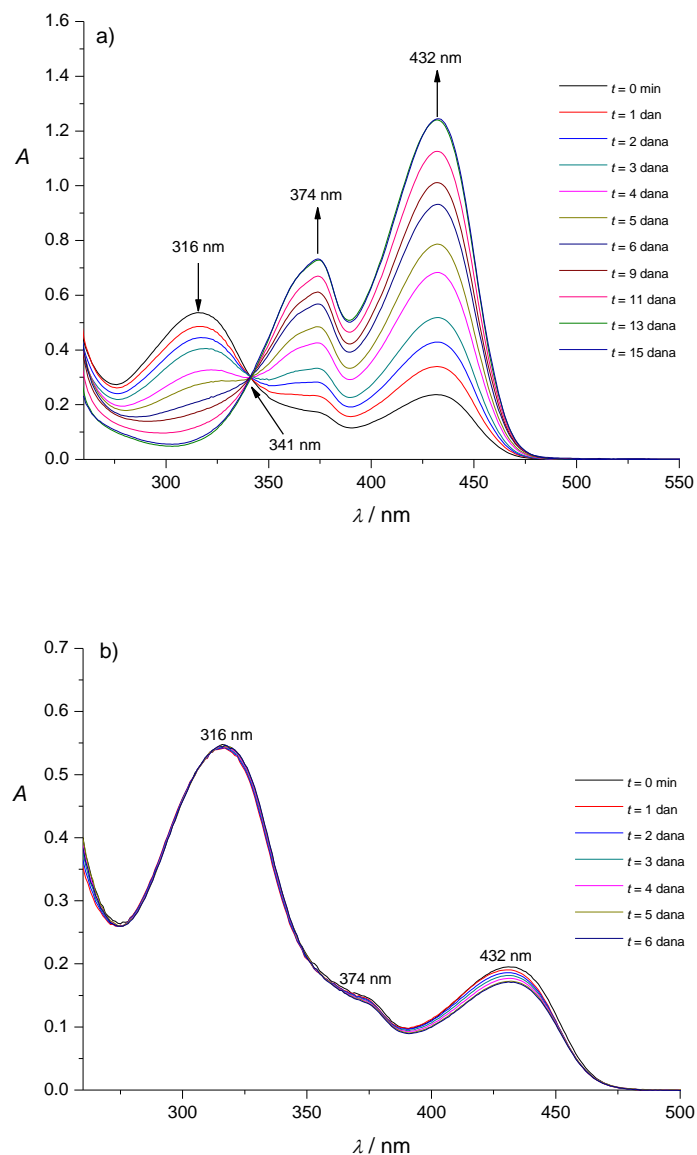 a)
1.6
1.4
1.2
1.0
0.8
0.6
0.4
0.2
0.0
A
432 nm
374 nm
316 nm
341 nm
t = 0 min
t = 1 dan
t = 2 dana
t = 3 dana
t = 4 dana
t = 5 dana
t = 6 dana
t = 9 dana
t = 11 dana
t = 13 dana
t = 15 dana
300 350 400 450 500 550
λ / nm
b)
0.7
0.6
0.5
0.4
0.3
0.2
0.1
0.0
A
316 nm
374 nm
432 nm
t = 0 min
t = 1 dan
t = 2 dana
t = 3 dana
t = 4 dana
t = 5 dana
t = 6 dana
300 350 400 450 500
λ / nm